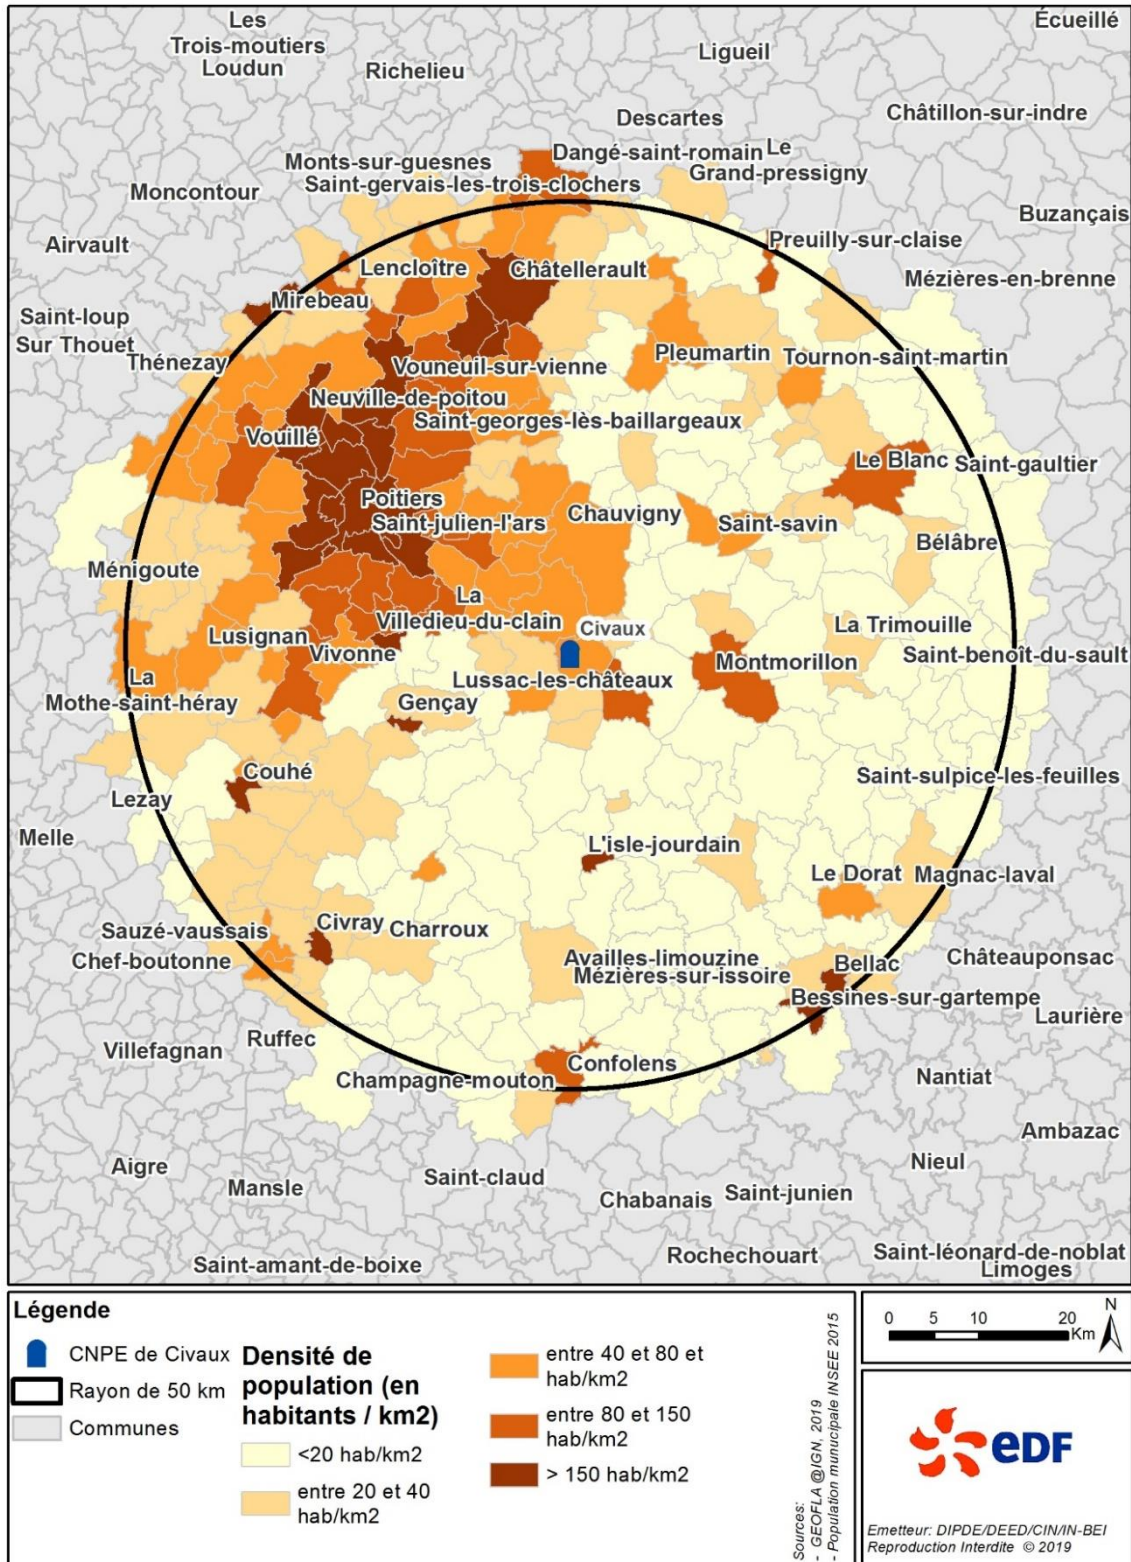 Les
Trois-moutiers
Loudun
Écueillé
Richelieu
Ligueil
Châtillon-sur-indre
Descartes
Monts-sur-guesnes
Dangé-saint-romain
Le
Grand-pressigny
Saint-gervais-les-trois-clochers
Moncontour
Buzançais
Airvault
Preuilly-sur-claise
Lencloître
Châtellerault
Mézières-en-brenne
Mirebeau
Saint-loup
Sur Thouet
Thénezay
Pleumartin
Tournon-saint-martin
Vouneuil-sur-vienne
Neuville-de-poitou
Saint-georges-lès-baillargeaux
Vouillé
Le Blanc
Saint-gaultier
Poitiers
Chauvigny
Saint-julien-l'ars
Saint-savin
Bélâbre
Ménigoute
La
Villedieu-du-clain
Civaux
Lusignan
La Trimouille
Vivonne
Montmorillon
Saint-benoit-du-sault
La
Mothe-saint-héray
Lussac-les-châteaux
Gençay
Couhé
Saint-sulpice-les-feuilles
Lezay
Melle
L'isle-jourdain
Le Dorat
Magnac-laval
Civray
Charroux
Sauzé-vaussais
Chef-boutonne
Availles-limouzine
Mézières-sur-issoire
Bellac
Châteauponsac
Bessines-sur-gartempe
Laurière
Ruffec
Villefagnan
Confolens
Champagne-mouton
Nantiat
Ambazac
Aigre
Nieul
Mansle
Saint-claud
Chabanais
Saint-junien
Rochechouart
Saint-léonard-de-noblat
Limoges
Saint-amant-de-boixe
Légende
CNPE de Civaux
Rayon de 50 km
Communes
Densité de
population (en
habitants / km2)
<20 hab/km2
entre 20 et 40
hab/km2
entre 40 et 80 et
hab/km2
entre 80 et 150
hab/km2
> 150 hab/km2
Sources:
- GEOFLA @IGN, 2019
- Population municipale INSEE 2015
0 5 10 20
Km
N
eDF
Emetteur: DIPDE/DEED/CIN/IN-BEI
Reproduction Interdite © 2019